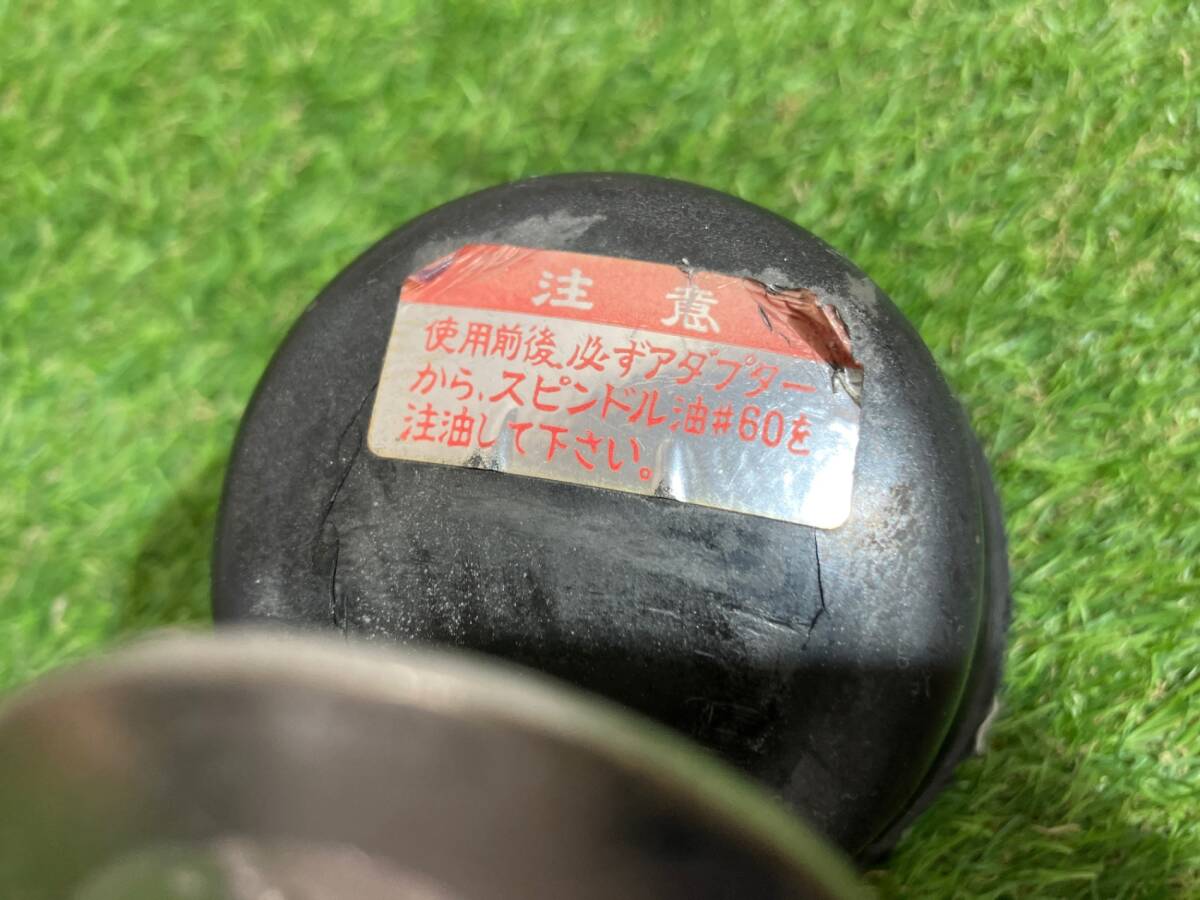 注意
使用前後、必ずアダプター
から、スピンドル油#60を
注油して下さい。